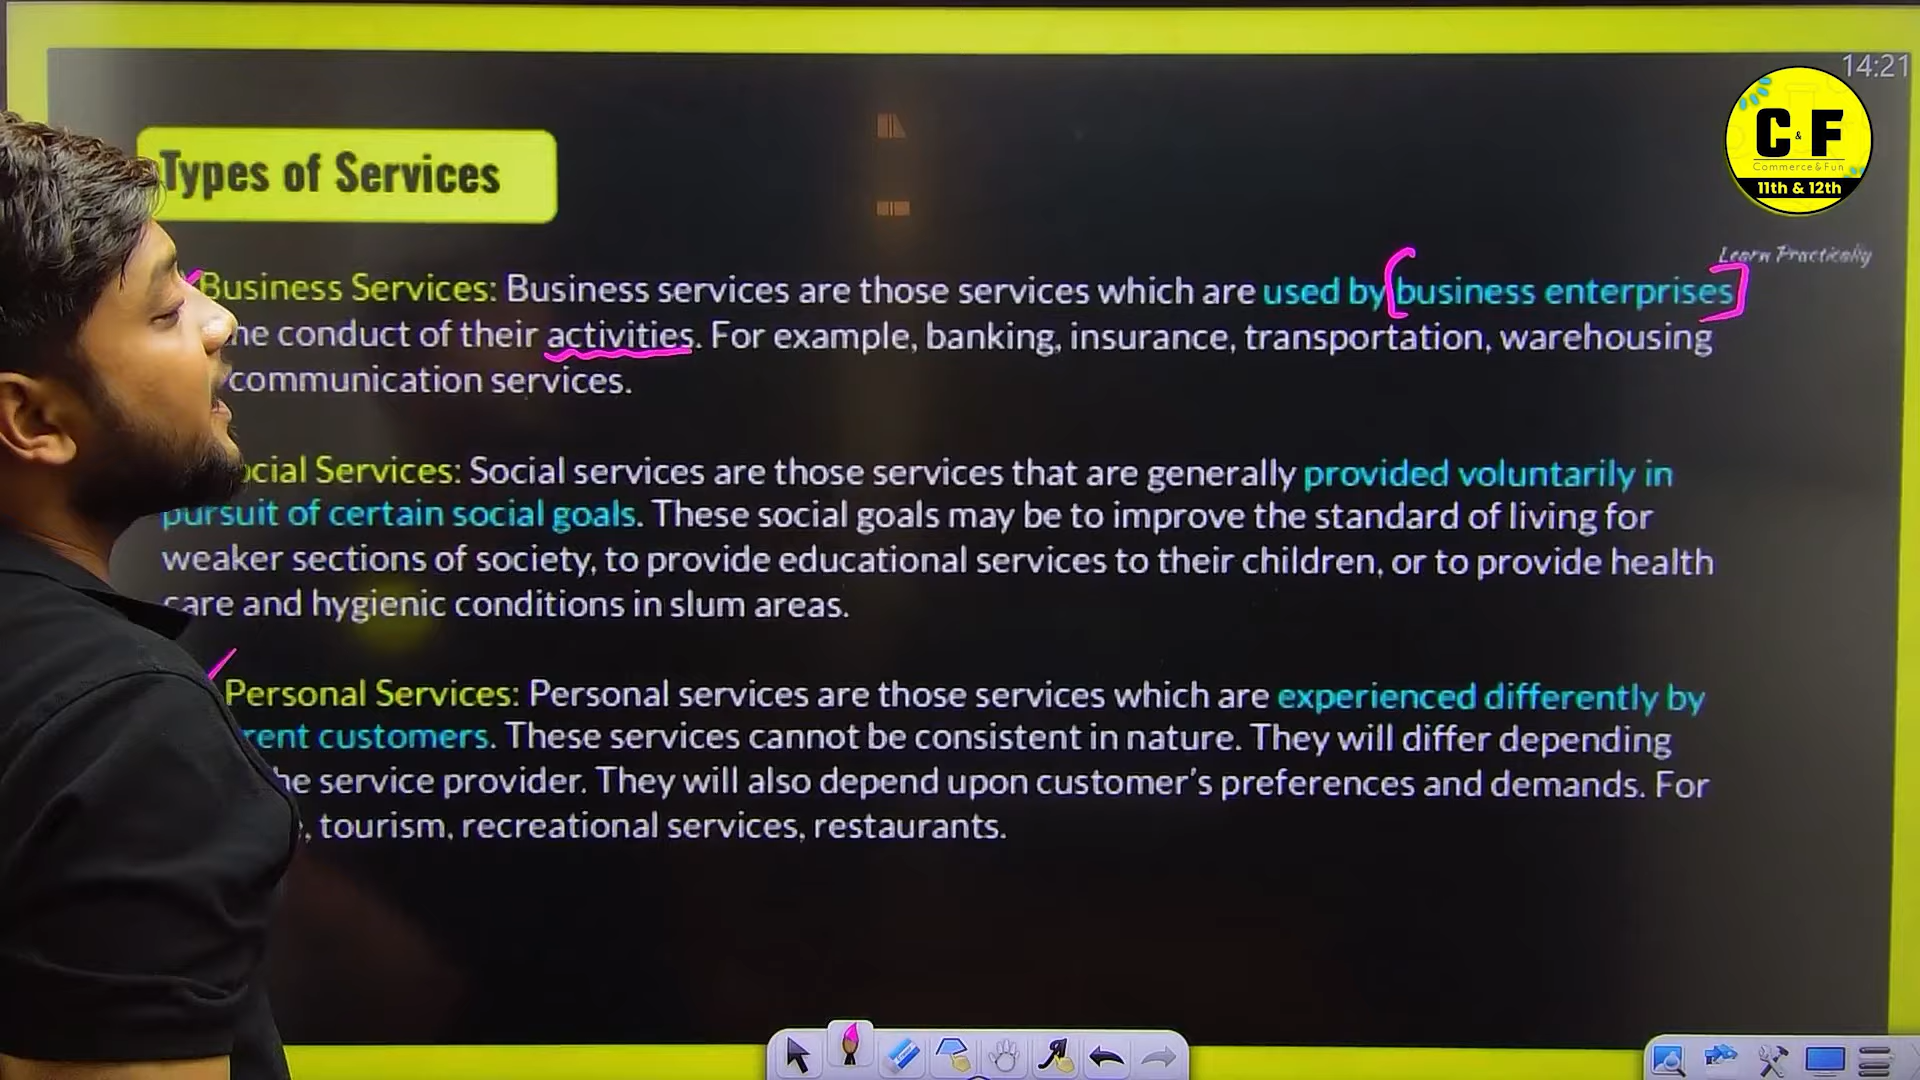 14:21
C & F
Commerce & Fun
11th & 12th
Learn Practically
Types of Services
Business Services: Business services are those services which are used by business enterprises
he conduct of their activities. For example, banking, insurance, transportation, warehousing
communication services.
ocial Services: Social services are those services that are generally provided voluntarily in
pursuit of certain social goals. These social goals may be to improve the standard of living for
weaker sections of society, to provide educational services to their children, or to provide health
care and hygienic conditions in slum areas.
Personal Services: Personal services are those services which are experienced differently by
rent customers. These services cannot be consistent in nature. They will differ depending
he service provider. They will also depend upon customer's preferences and demands. For
, tourism, recreational services, restaurants.